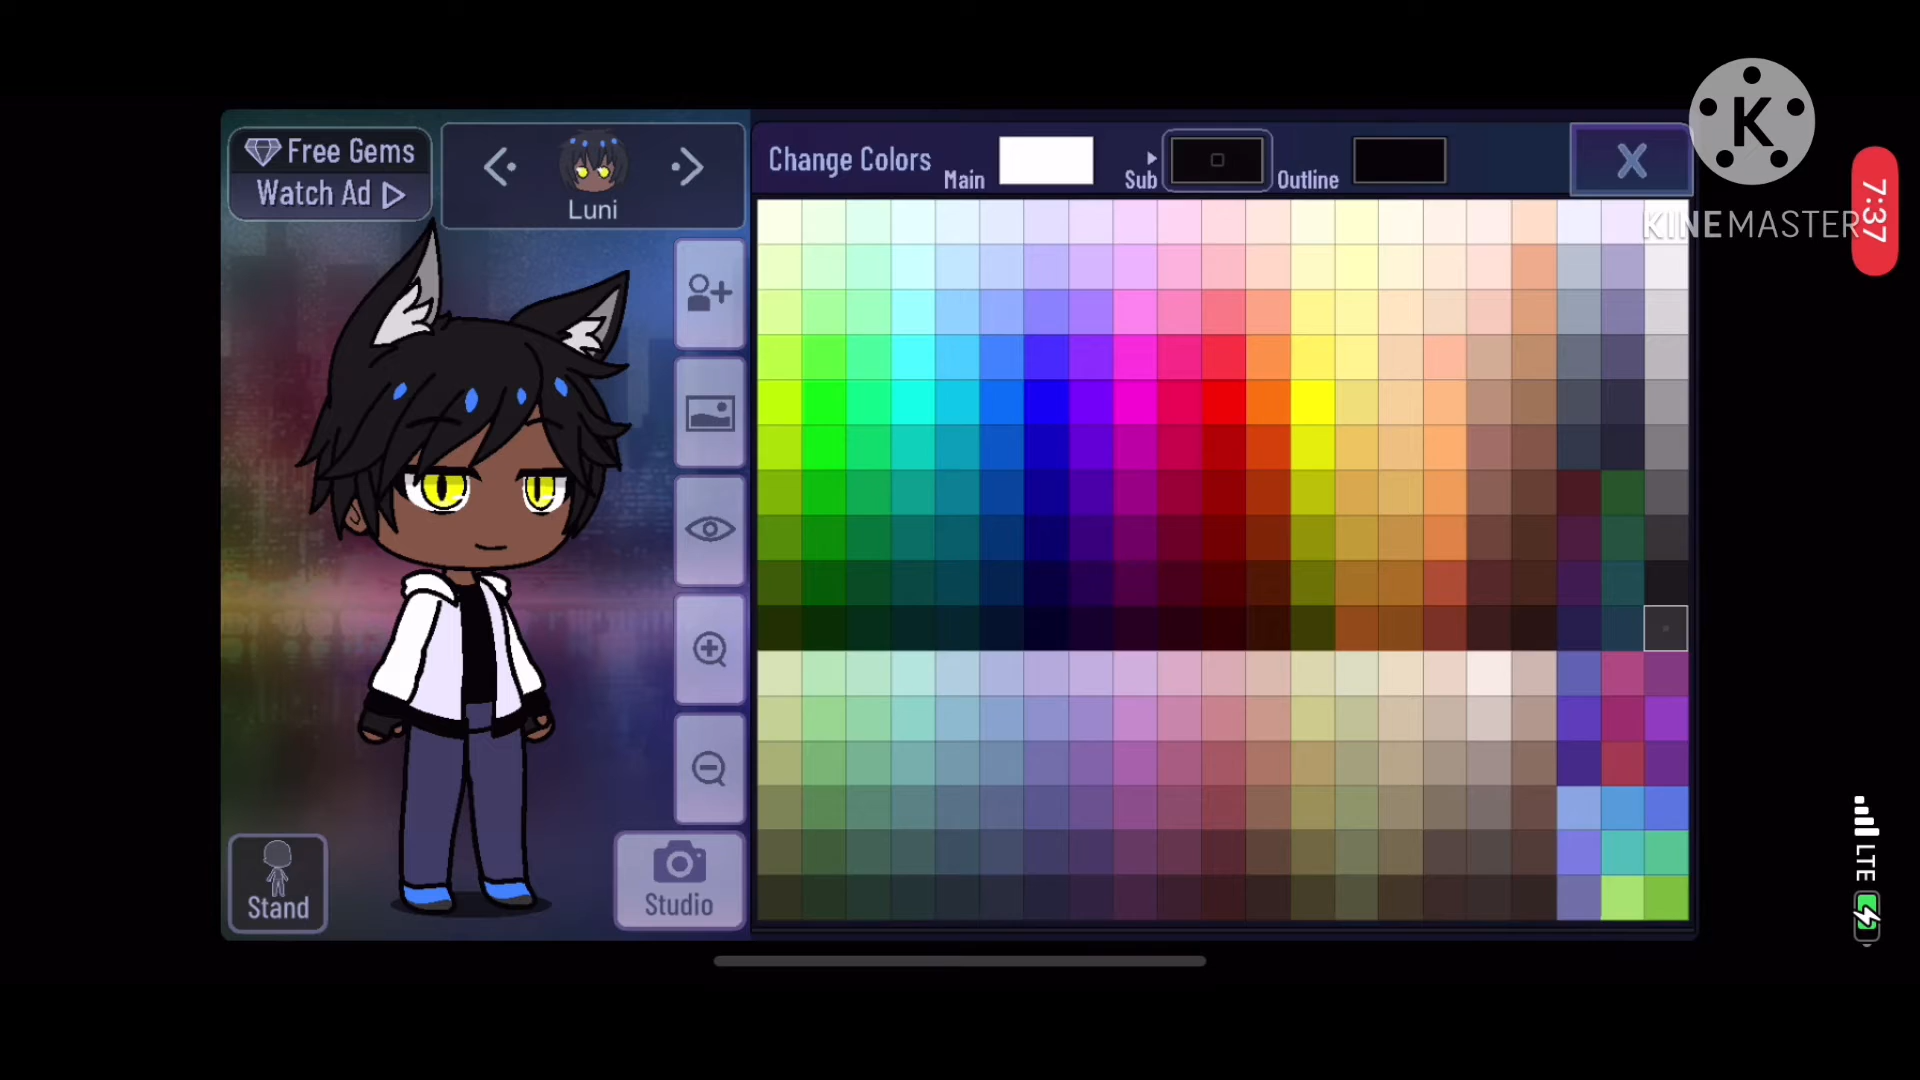 Free Gems
Watch Ad
Luni
Change Colors
Main
Sub
Outline
X
K
KINEMASTER
7:37
LTE
Stand
Studio